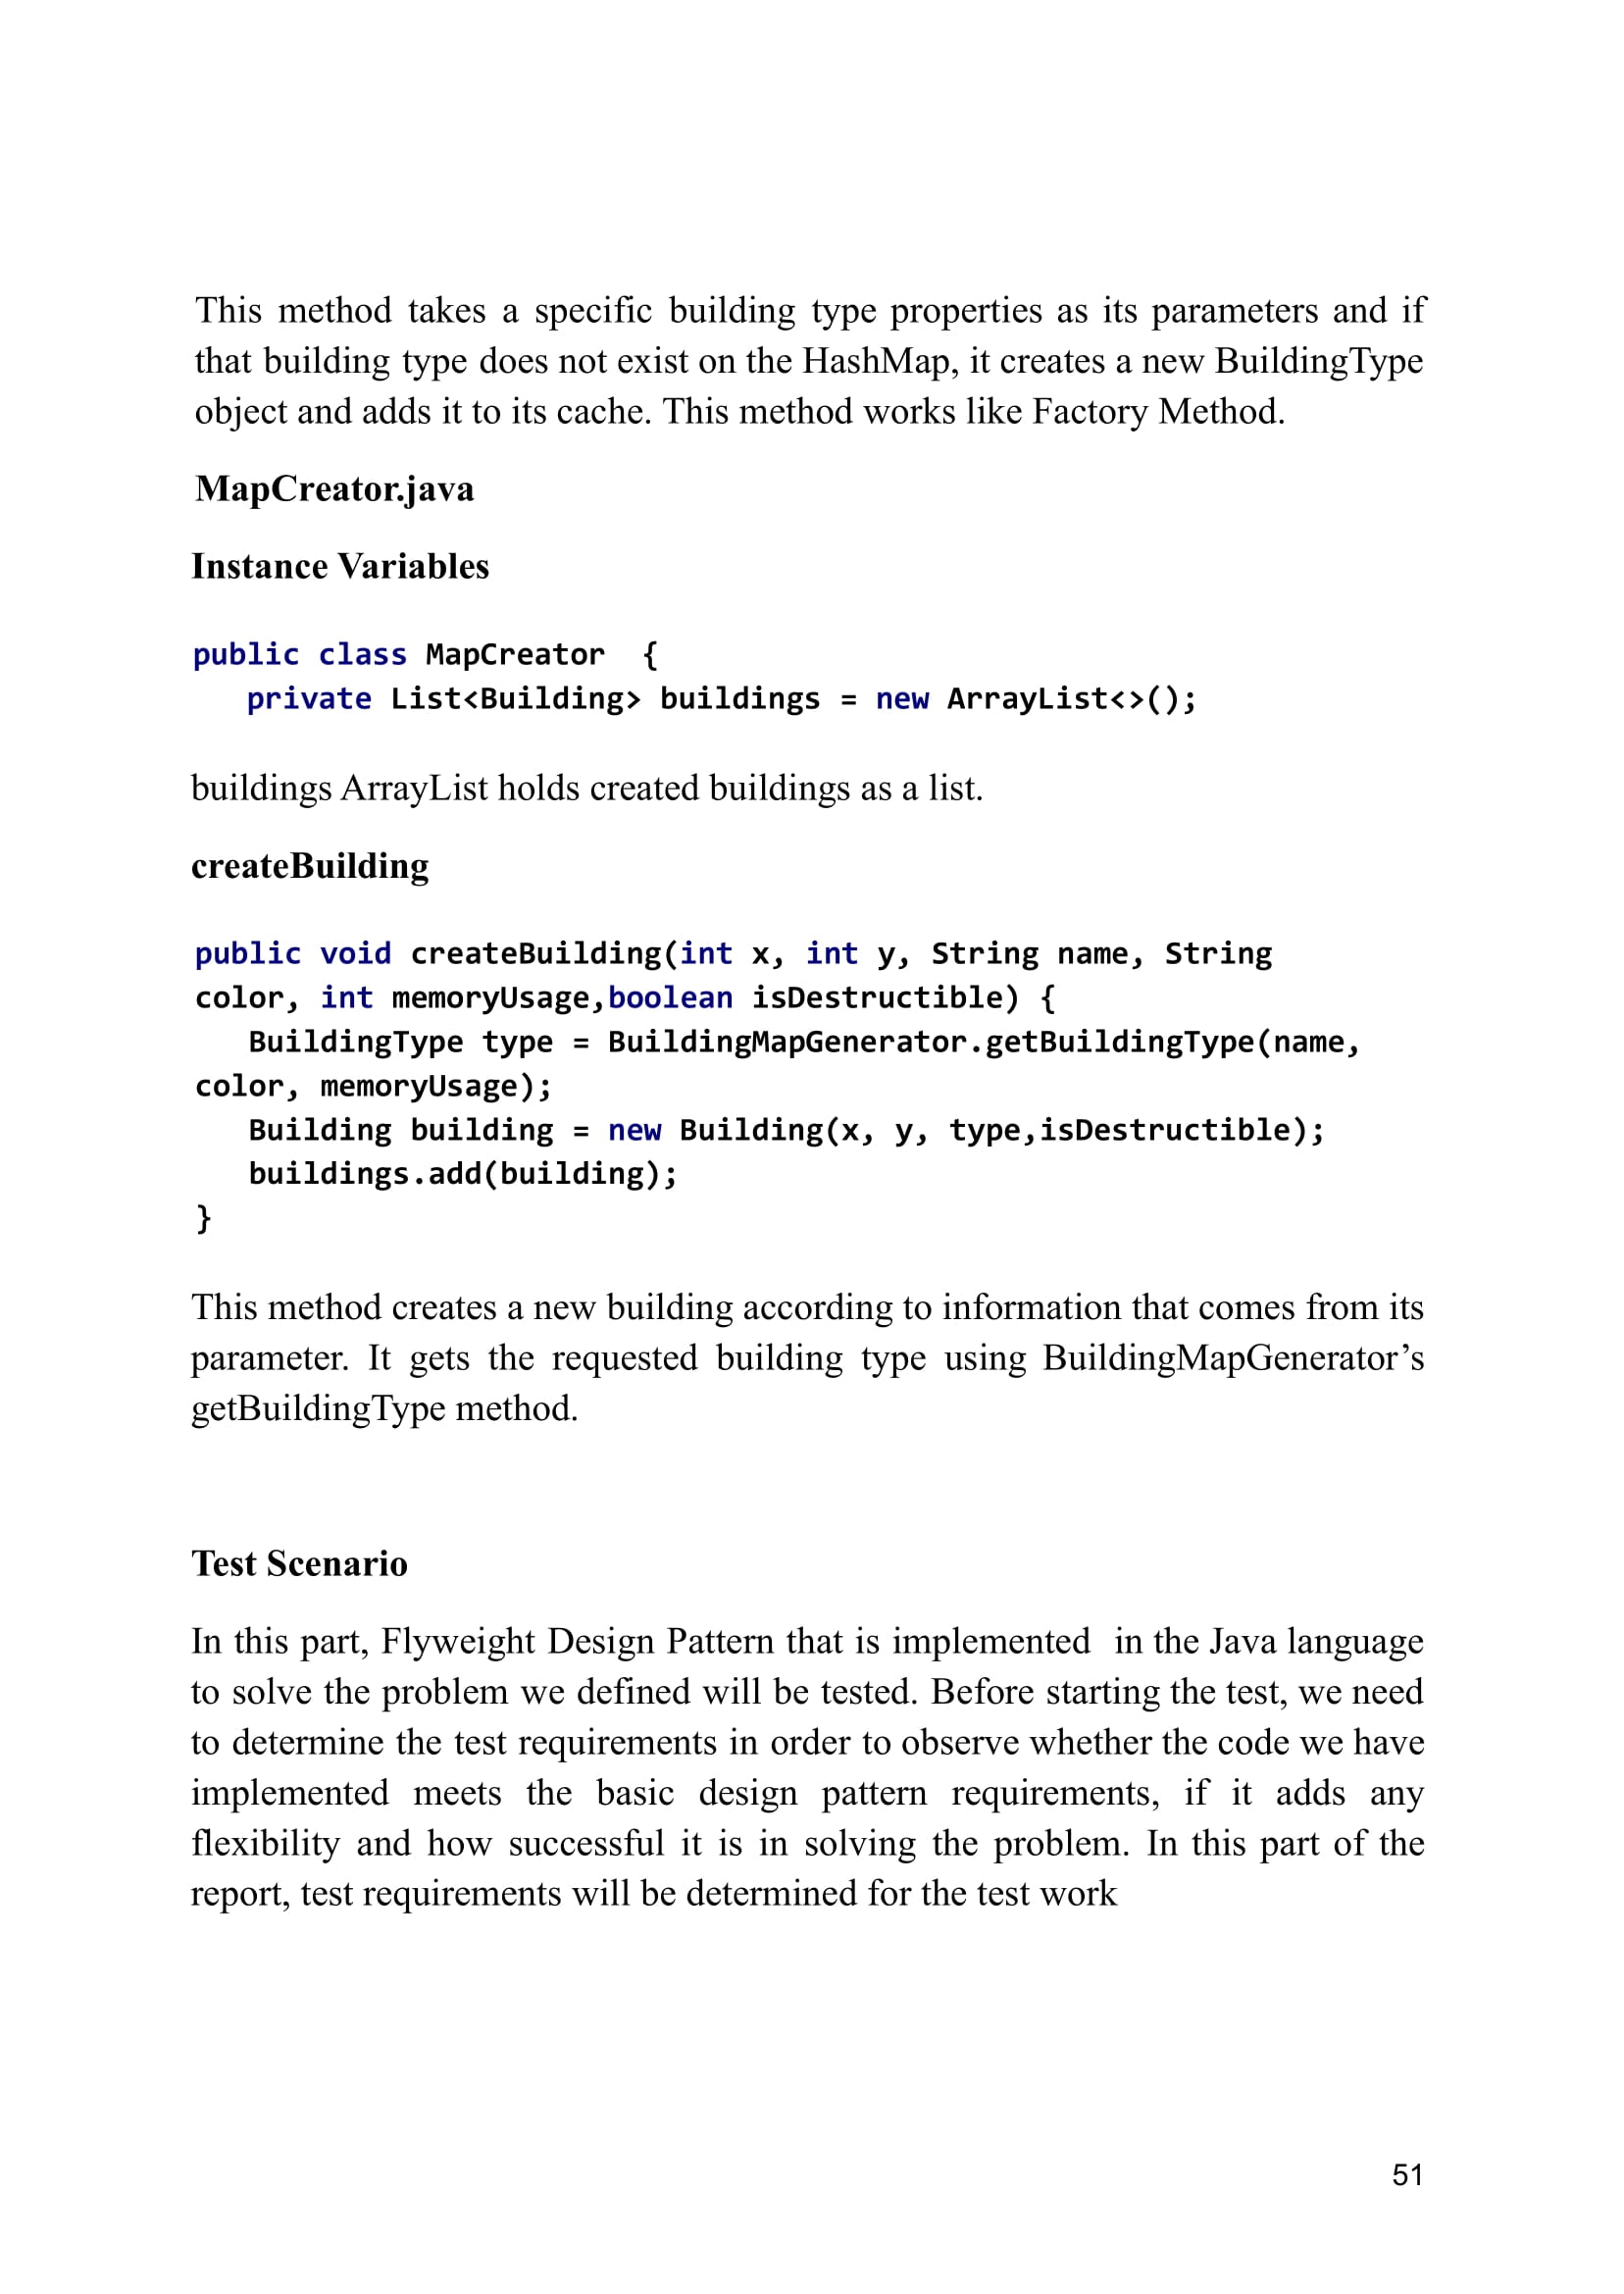 This method takes a specific building type properties as its parameters and if
that building type does not exist on the HashMap, it creates a new BuildingType
object and adds it to its cache. This method works like Factory Method.
MapCreator.java
Instance Variables
public class MapCreator  {
   private List<Building> buildings = new ArrayList<>();
buildings ArrayList holds created buildings as a list.
createBuilding
public void createBuilding(int x, int y, String name, String
color, int memoryUsage,boolean isDestructible) {
   BuildingType type = BuildingMapGenerator.getBuildingType(name,
color, memoryUsage);
   Building building = new Building(x, y, type,isDestructible);
   buildings.add(building);
}
This method creates a new building according to information that comes from its
parameter. It gets the requested building type using BuildingMapGenerator’s
getBuildingType method.
Test Scenario
In this part, Flyweight Design Pattern that is implemented  in the Java language
to solve the problem we defined will be tested. Before starting the test, we need
to determine the test requirements in order to observe whether the code we have
implemented meets the basic design pattern requirements, if it adds any
flexibility and how successful it is in solving the problem. In this part of the
report, test requirements will be determined for the test work
51